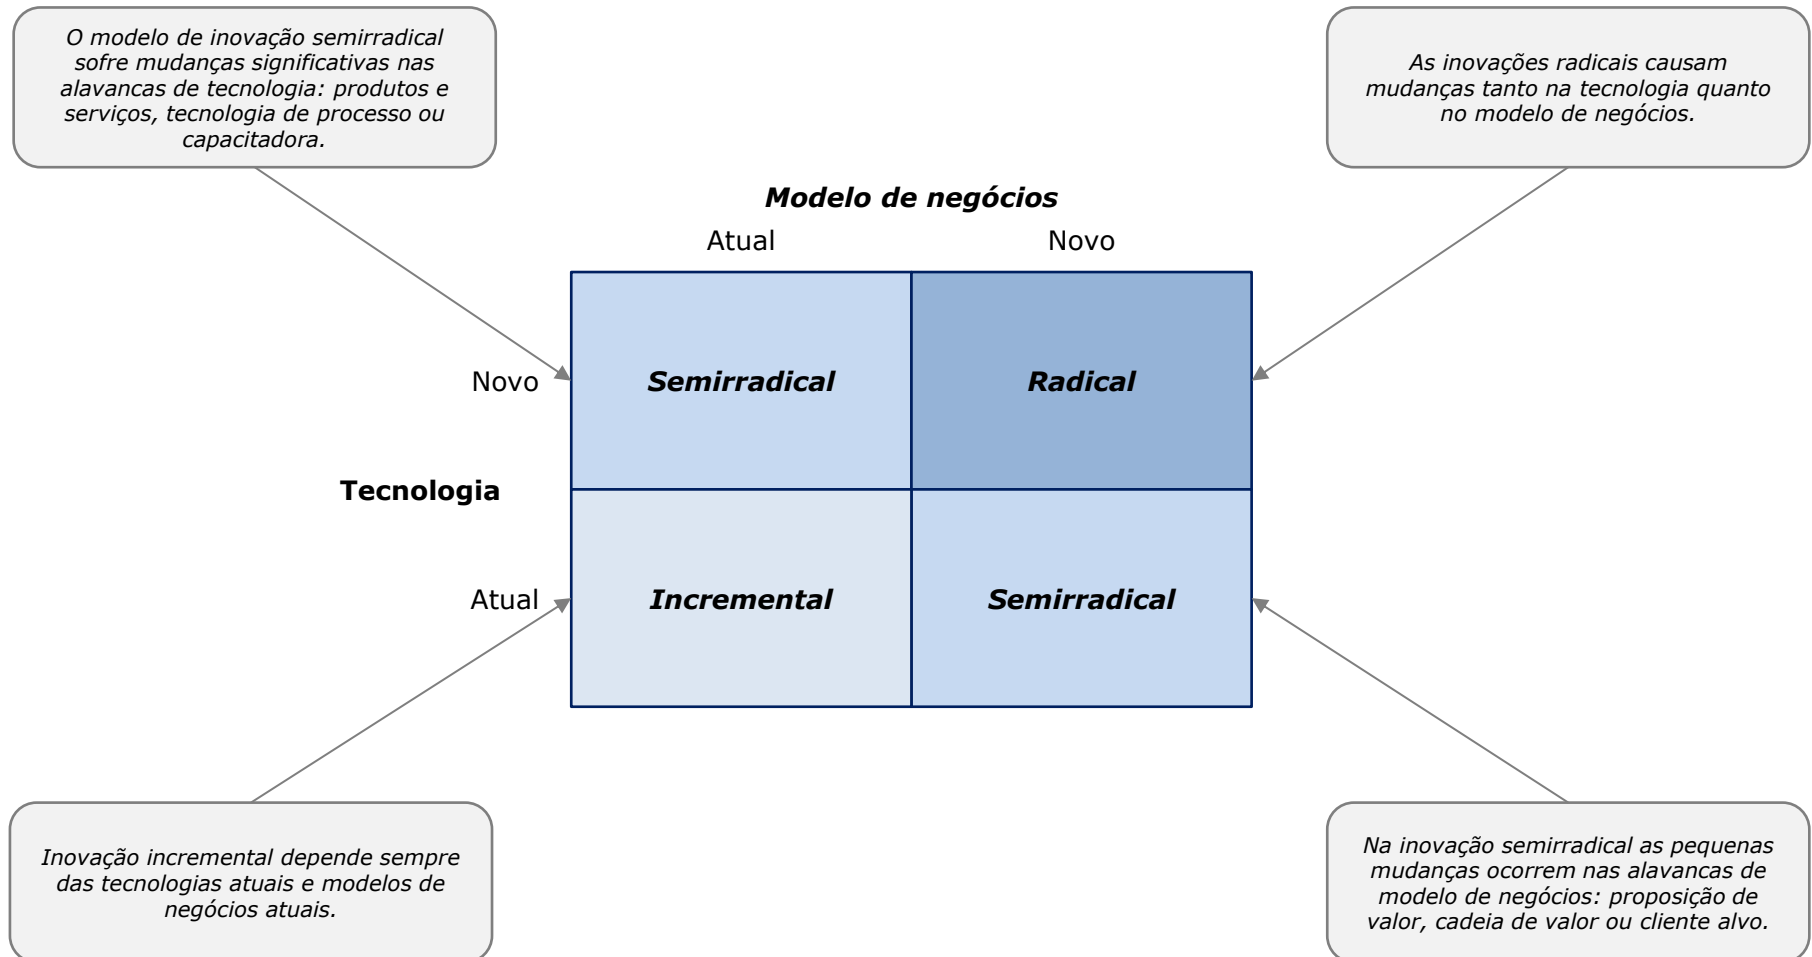 O modelo de inovação semirradical
sofre mudanças significativas nas
alavancas de tecnologia: produtos e
serviços, tecnologia de processo ou
capacitadora.
As inovações radicais causam
mudanças tanto na tecnologia quanto
no modelo de negócios.
Modelo de negócios
Atual Novo
Novo Semirradical Radical
Tecnologia
Atual Incremental Semirradical
Inovação incremental depende sempre
das tecnologias atuais e modelos de
negócios atuais.
Na inovação semirradical as pequenas
mudanças ocorrem nas alavancas de
modelo de negócios: proposição de
valor, cadeia de valor ou cliente alvo.